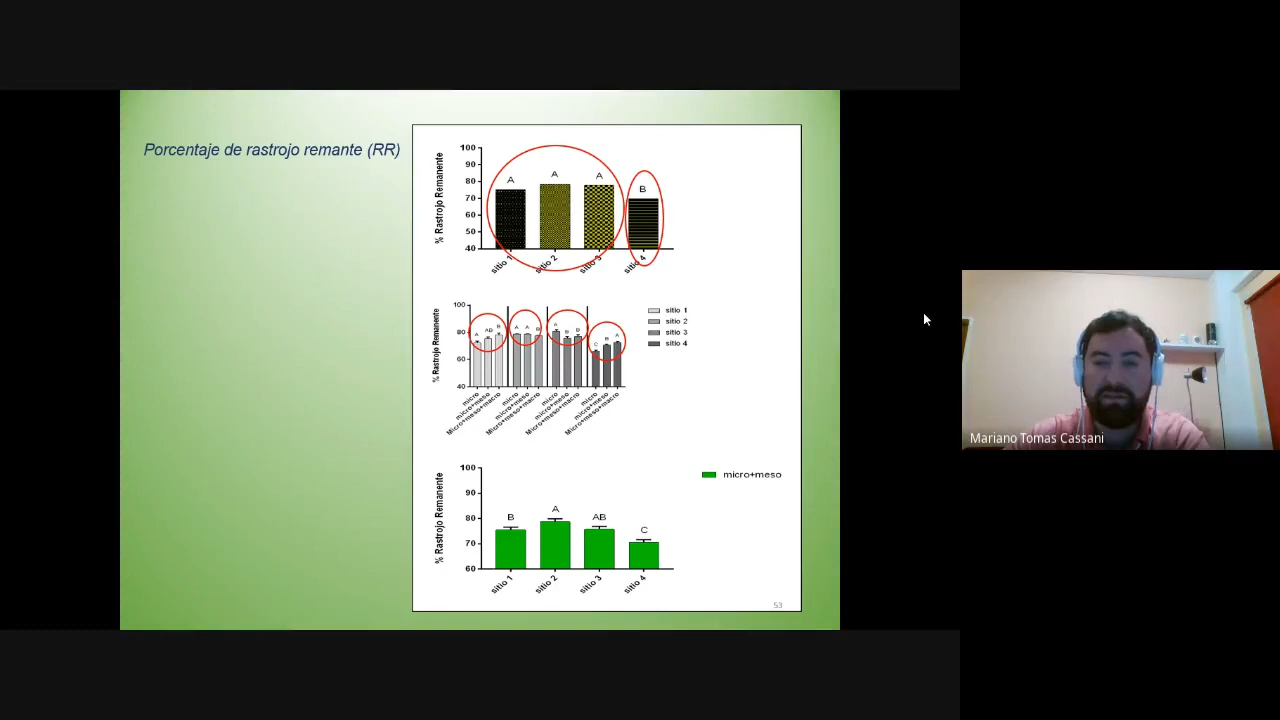 Porcentaje de rastrojo remante (RR)
% Rastrojo Remanente
100
90
80
70
60
50
40
A
A
A
B
sitio 1
sitio 2
sitio 3
sitio 4
% Rastrojo Remanente
100
80
60
40
A
AB
B
A
A
B
A
B
B
C
B
A
micro
micro+meso
Micro+meso+macro
micro
micro+meso
Micro+meso+macro
micro
micro+meso
Micro+meso+macro
micro
micro+meso
Micro+meso+macro
sitio 1
sitio 2
sitio 3
sitio 4
% Rastrojo Remanente
100
90
80
70
60
B
A
AB
C
sitio 1
sitio 2
sitio 3
sitio 4
micro+meso
53
Mariano Tomas Cassani